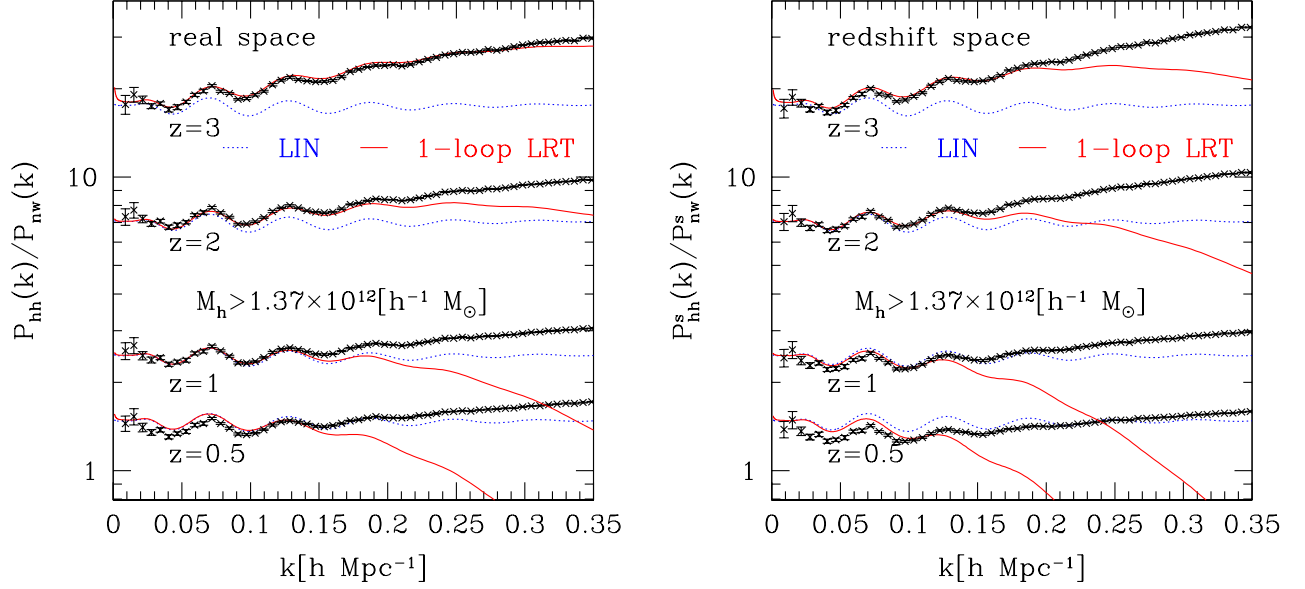 real space
z=3
LIN 1−loop LRT
10
z=2
M_h>1.37×10^12[h^−1 M_⊙]
z=1
z=0.5
1
0 0.05 0.1 0.15 0.2 0.25 0.3 0.35
k[h Mpc^−1]
P_hh(k)/P_nw(k)
redshift space
z=3
LIN 1−loop LRT
10
z=2
M_h>1.37×10^12[h^−1 M_⊙]
z=1
z=0.5
1
0 0.05 0.1 0.15 0.2 0.25 0.3 0.35
k[h Mpc^−1]
P^s_hh(k)/P^s_nw(k)